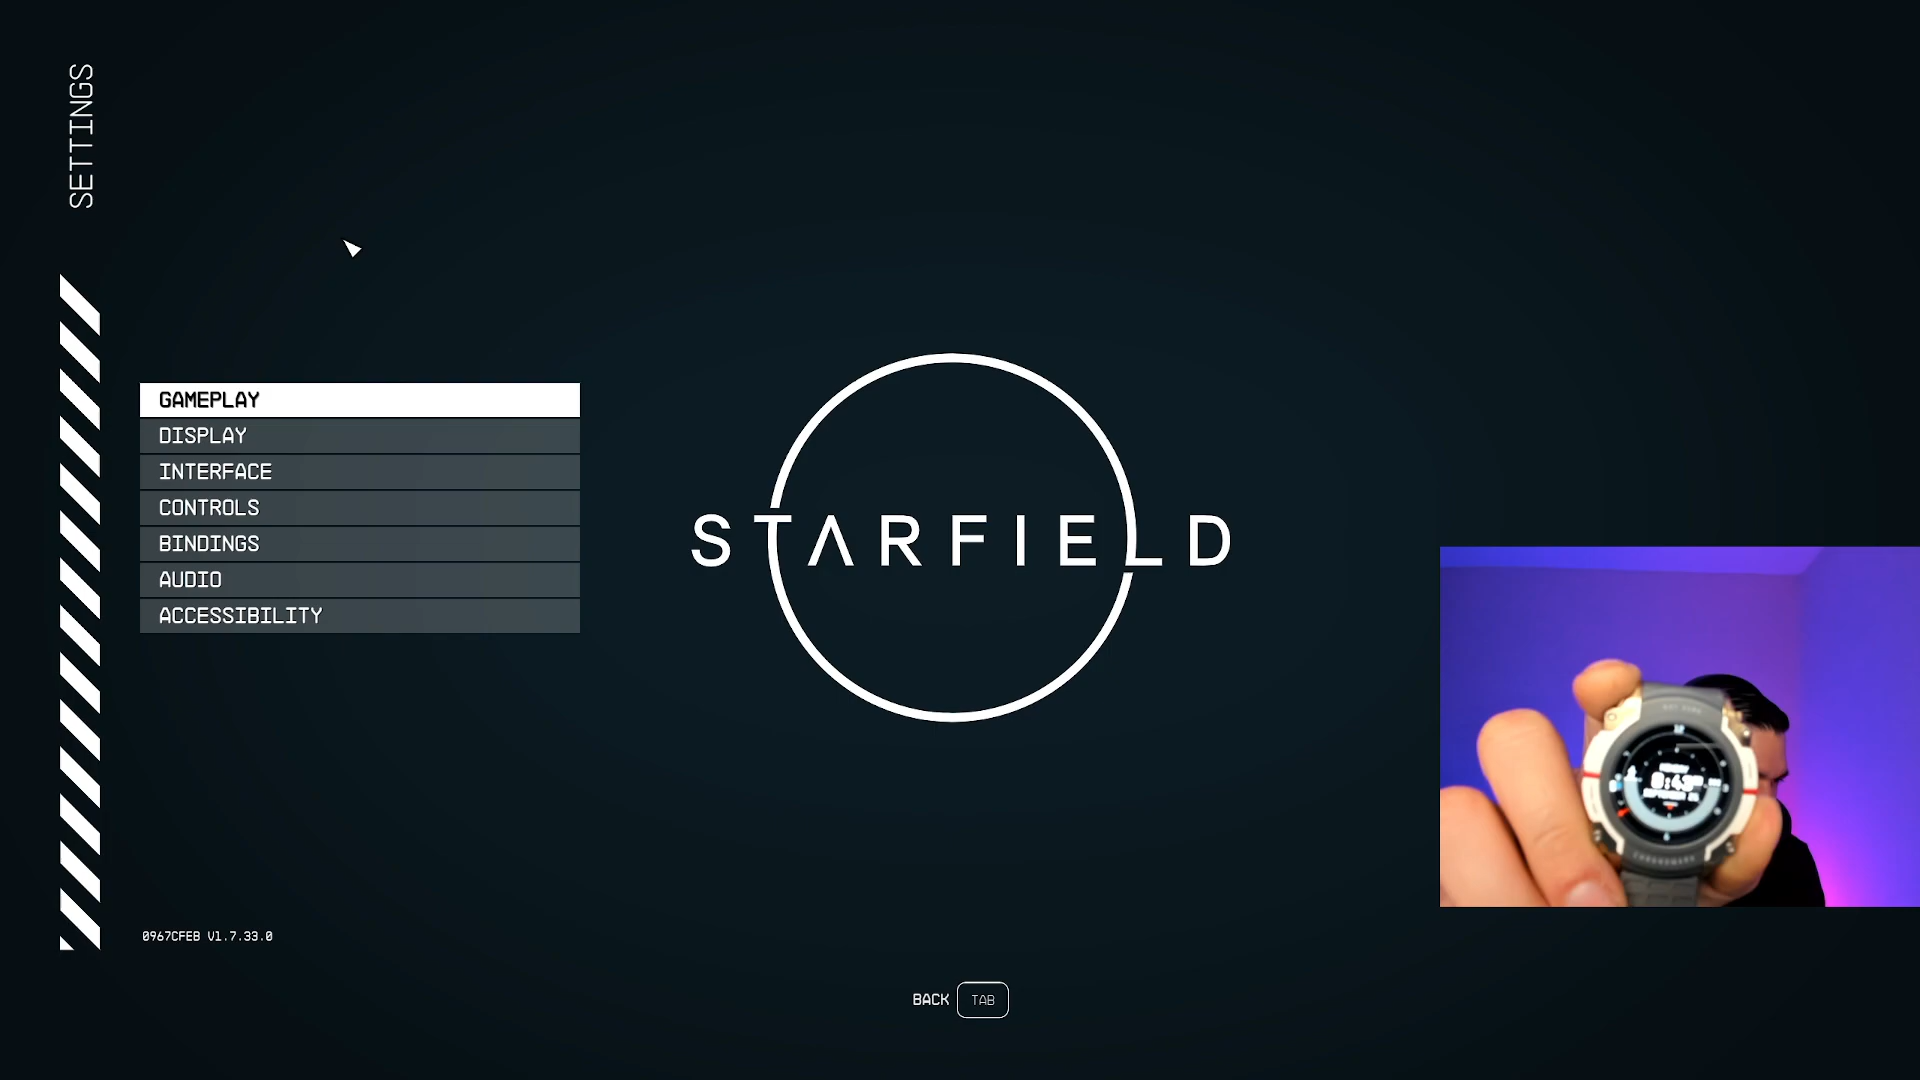 SETTINGS
GAMEPLAY
DISPLAY
INTERFACE
CONTROLS
BINDINGS
AUDIO
ACCESSIBILITY
STARFIELD
0967CFEB V1.7.33.0
BACK TAB